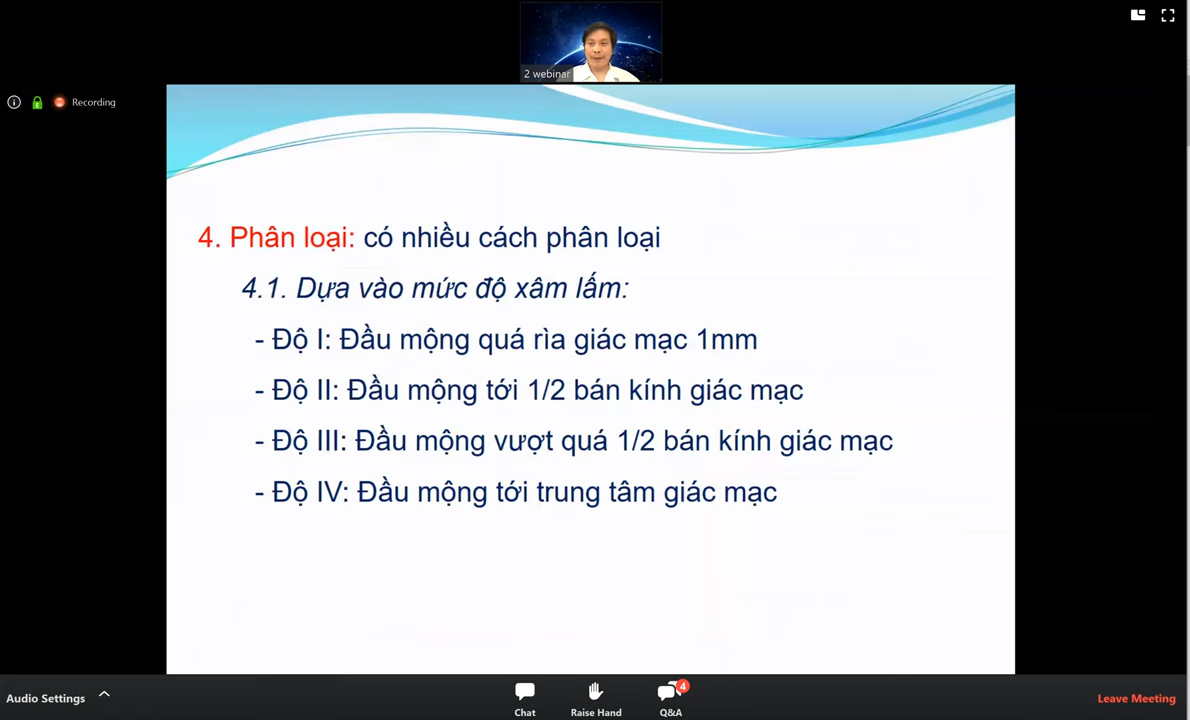 2 webinar
Recording
4. Phân loại: có nhiều cách phân loại
4.1. Dựa vào mức độ xâm lấm:
- Độ I: Đầu mộng quá rìa giác mạc 1mm
- Độ II: Đầu mộng tới 1/2 bán kính giác mạc
- Độ III: Đầu mộng vượt quá 1/2 bán kính giác mạc
- Độ IV: Đầu mộng tới trung tâm giác mạc
4
Audio Settings
Chat
Raise Hand
Q&A
Leave Meeting